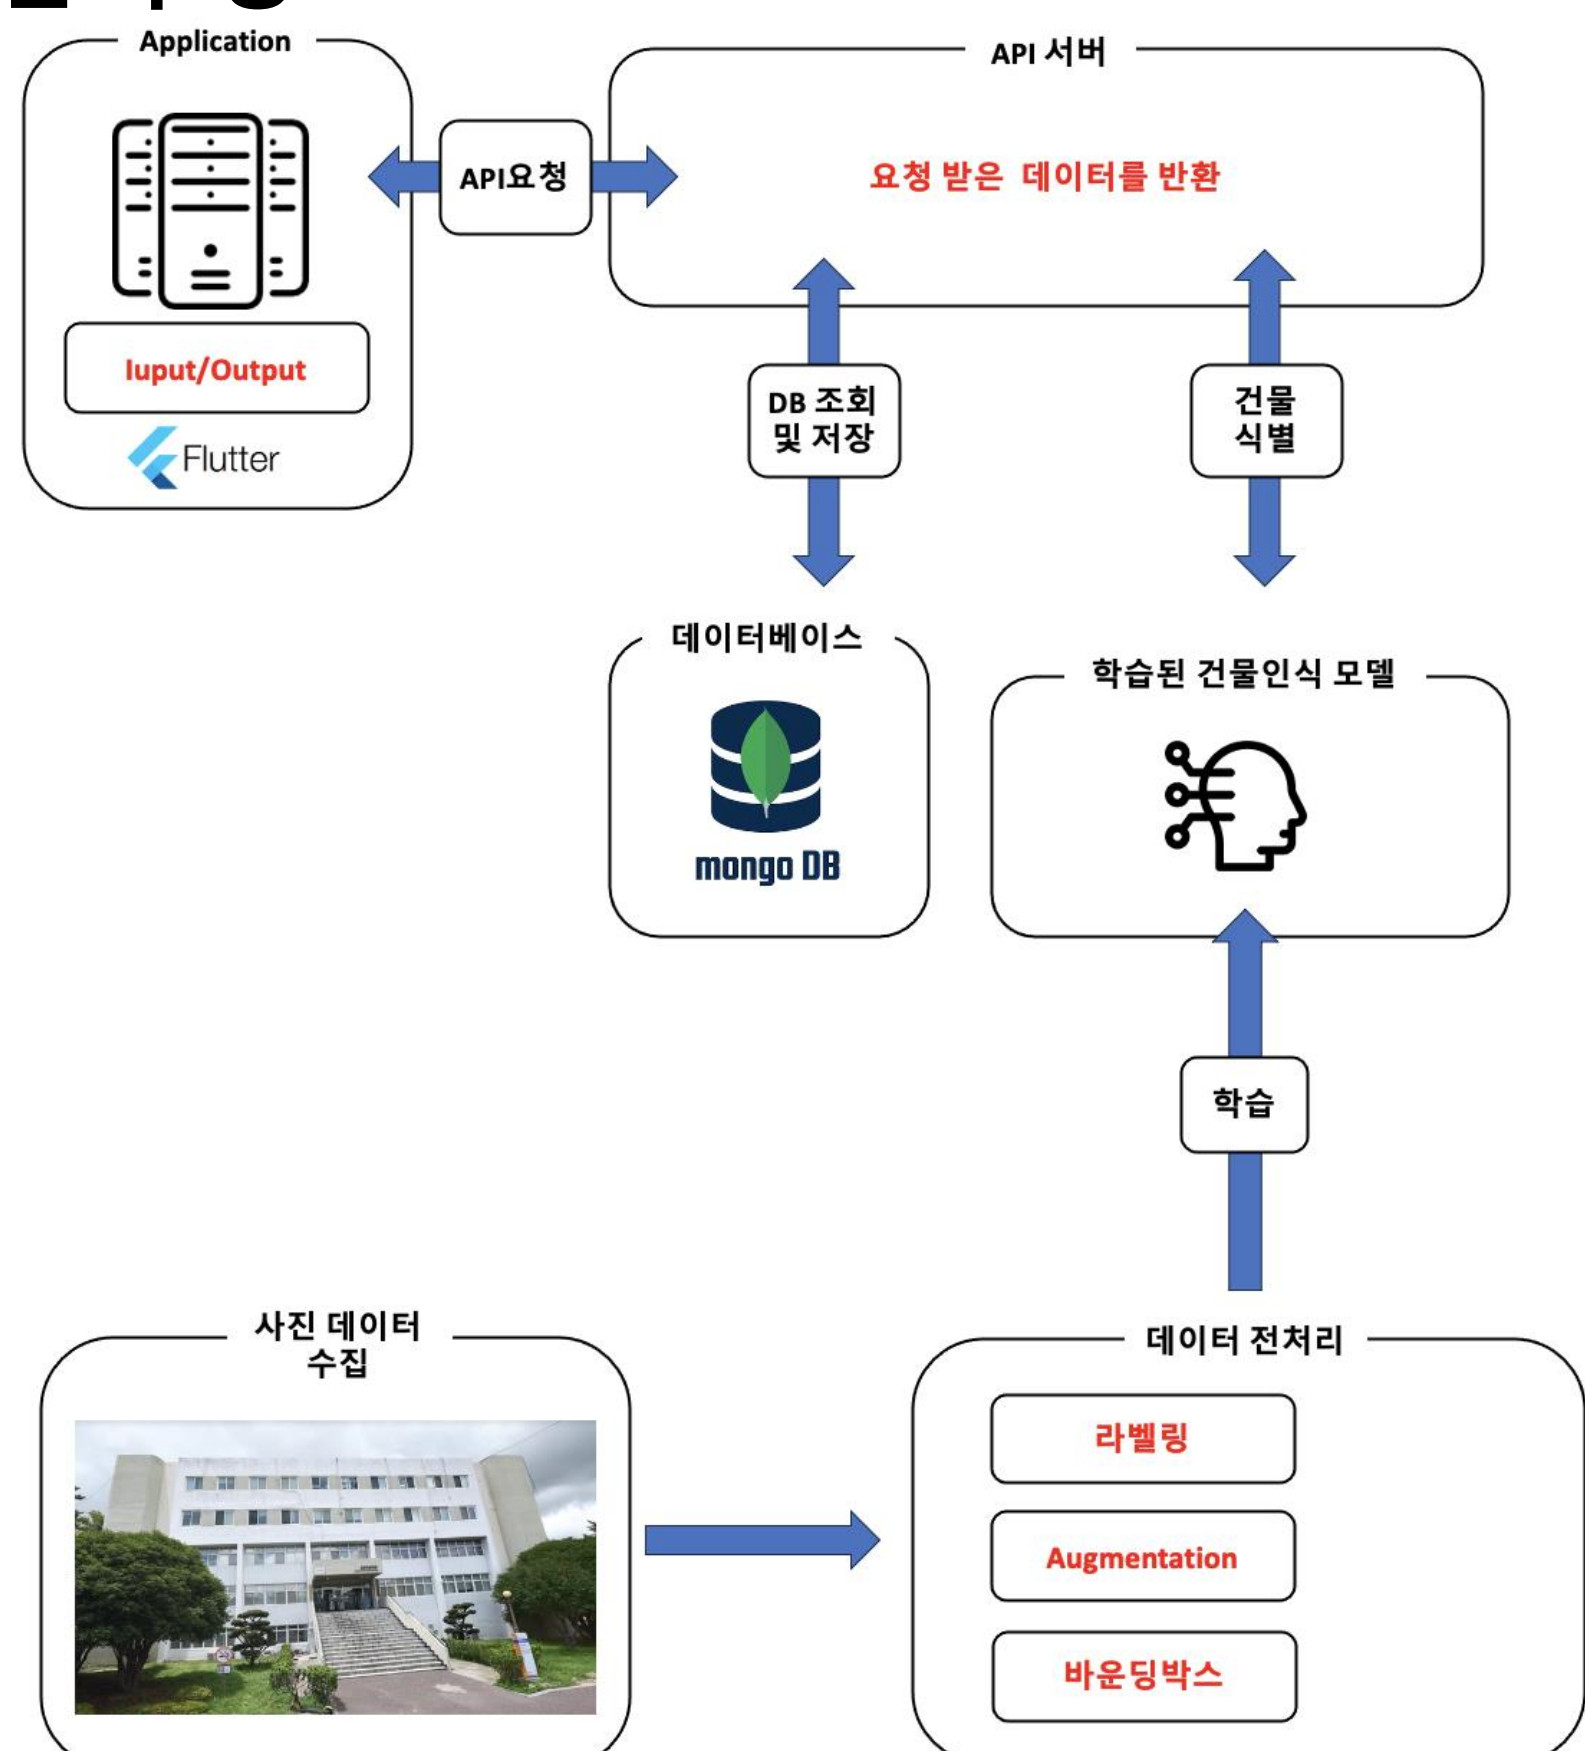 Application
API 서버
API요청
요청 받은 데이터를 반환
Iuput/Output
Flutter
DB 조회
및 저장
건물
식별
데이터베이스
mongo DB
학습된 건물인식 모델
학습
사진 데이터
수집
데이터 전처리
라벨링
Augmentation
바운딩박스